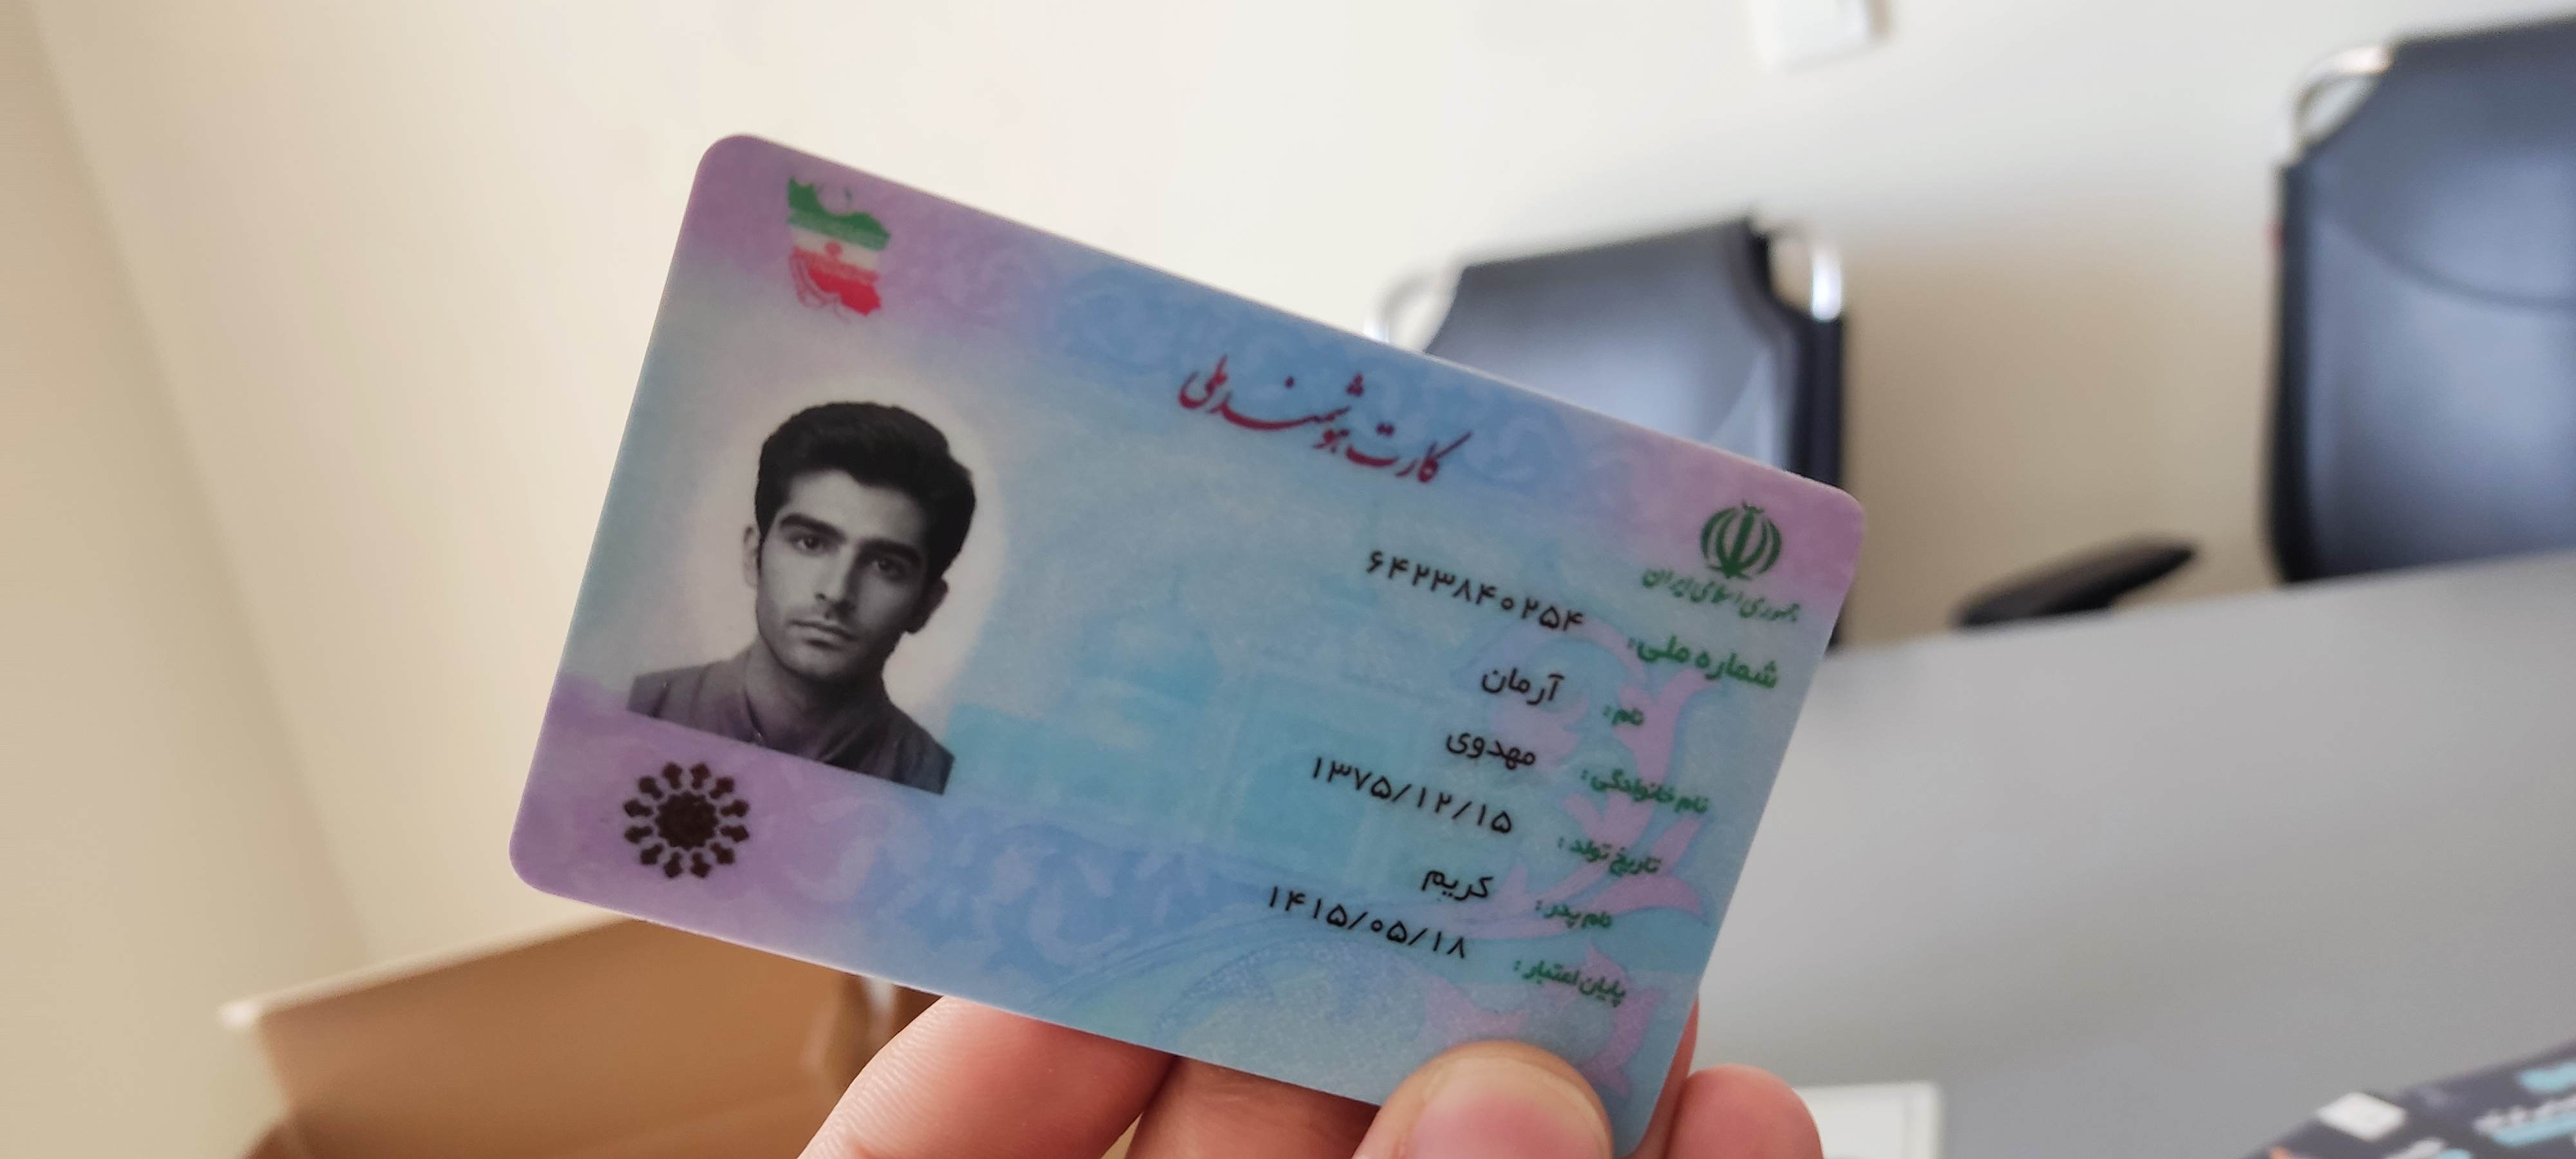 کارت هوشمند ملی
جمهوری اسلامی ایران
شماره ملی: ۶۴۲۳۸۴۰۲۵۴
نام: آرمان
نام خانوادگی: مهدوی
تاریخ تولد: ۱۳۷۵/۱۲/۱۵
نام پدر: کریم
پایان اعتبار: ۱۴۱۵/۰۵/۱۸